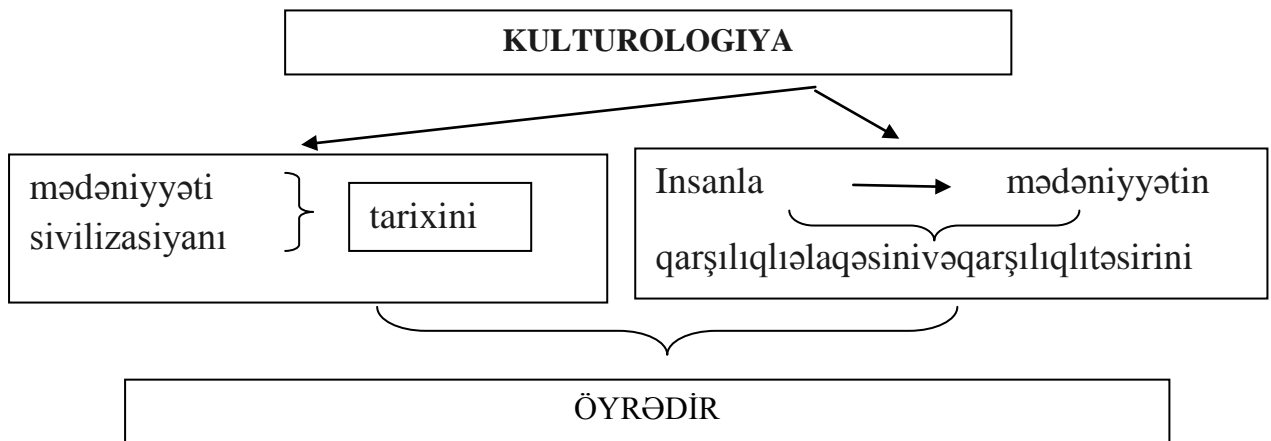 KULTUROLOGIYA
mədəniyyəti
sivilizasiyanı
tarixini
Insanla mədəniyyətin
qarşılıqlıəlaqəsinivəqarşılıqlıtəsirini
ÖYRƏDİR